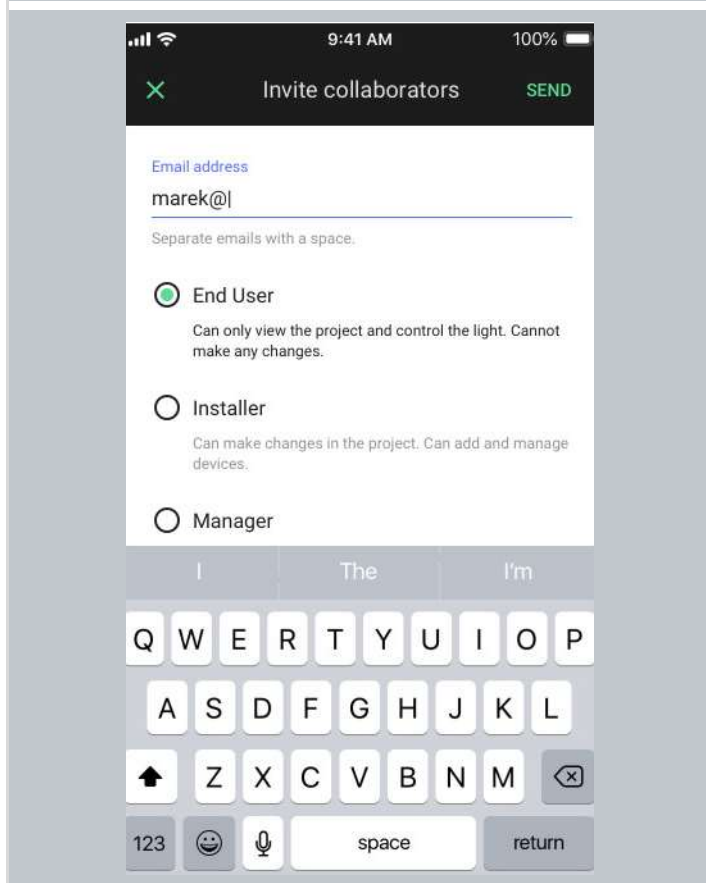 9:41 AM 100%
Invite collaborators SEND
Email address
marek@
Separate emails with a space.
End User
Can only view the project and control the light. Cannot
make any changes.
Installer
Can make changes in the project. Can add and manage
devices.
Manager
I The I'm
Q W E R T Y U I O P
A S D F G H J K L
Z X C V B N M
123 space return